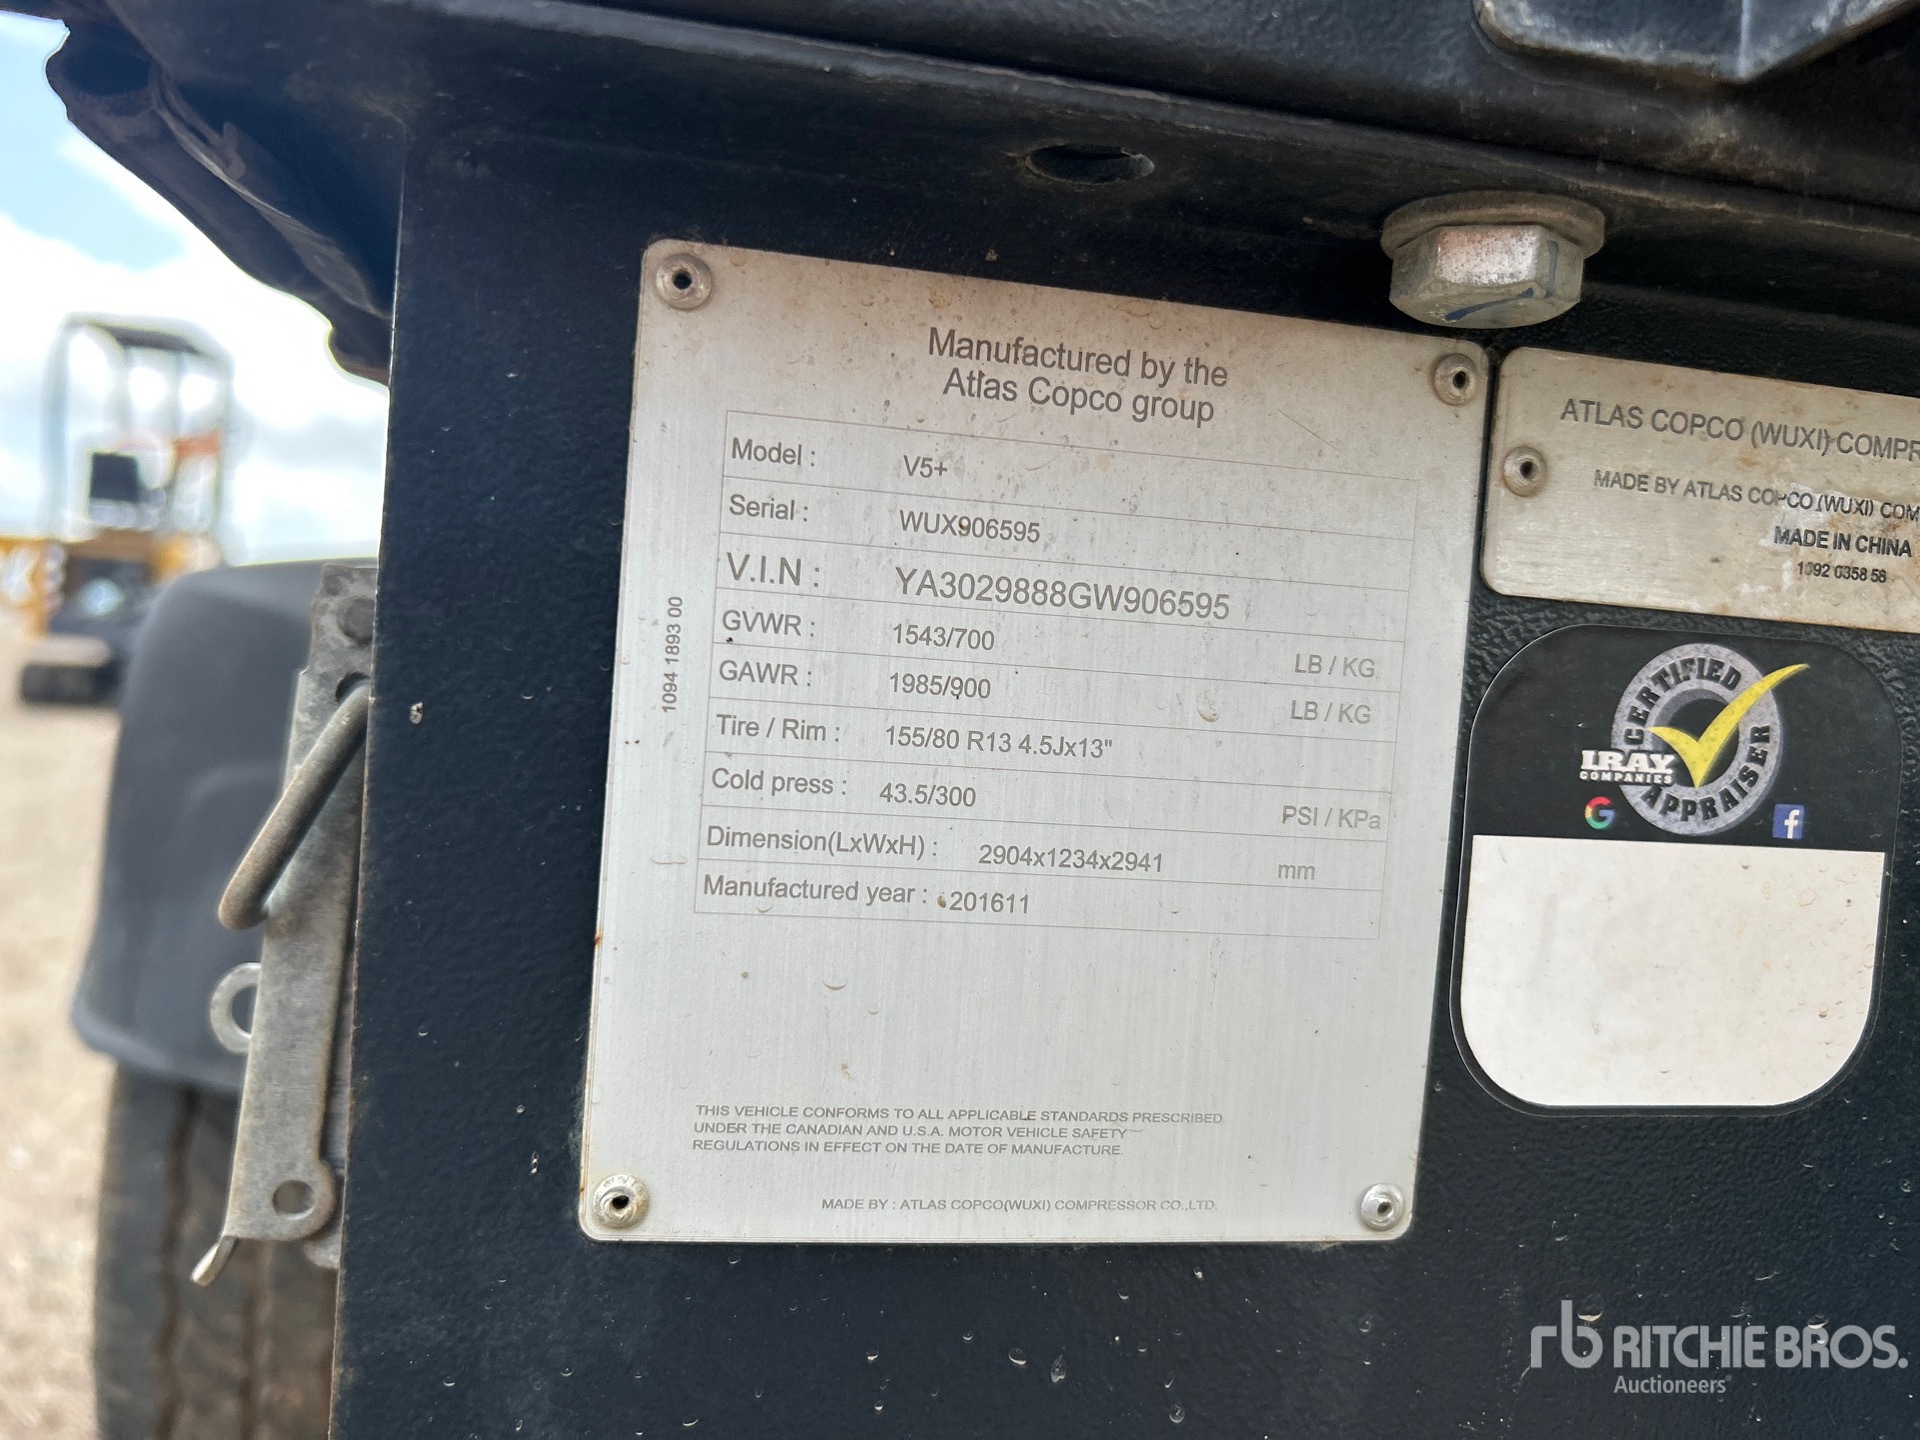 Manufactured by the
Atlas Copco group
Model : V5+
Serial : WUX906595
V.I.N : YA3029888GW906595
GVWR : 1543/700 LB / KG
GAWR : 1985/900 LB / KG
Tire / Rim : 155/80 R13 4.5Jx13"
Cold press : 43.5/300 PSI / KPa
Dimension(LxWxH) : 2904x1234x2941 mm
Manufactured year : 201611
1094 1893 00
THIS VEHICLE CONFORMS TO ALL APPLICABLE STANDARDS PRESCRIBED
UNDER THE CANADIAN AND U.S.A. MOTOR VEHICLE SAFETY
REGULATIONS IN EFFECT ON THE DATE OF MANUFACTURE.
MADE BY : ATLAS COPCO(WUXI) COMPRESSOR CO.,LTD.
ATLAS COPCO (WUXI) COMPR
MADE BY ATLAS COPCO (WUXI) COM
MADE IN CHINA
1092 0358 58
CERTIFIED
IRAY
COMPANIES
APPRAISER
G
f
rb RITCHIE BROS.
Auctioneers